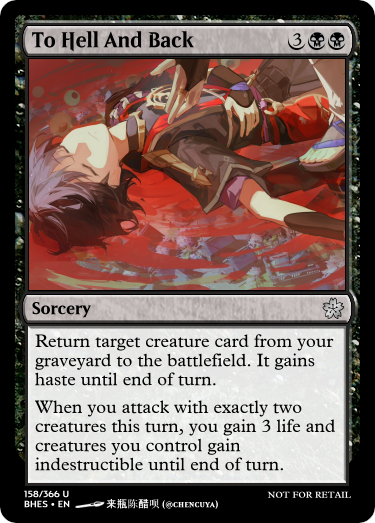 To Hell And Back 3
Sorcery
Return target creature card from your
graveyard to the battlefield. It gains
haste until end of turn.
When you attack with exactly two
creatures this turn, you gain 3 life and
creatures you control gain
indestructible until end of turn.
158/366 U NOT FOR RETAIL
BHES • EN 来瓶陈醋呗 (@CHENCUYA)